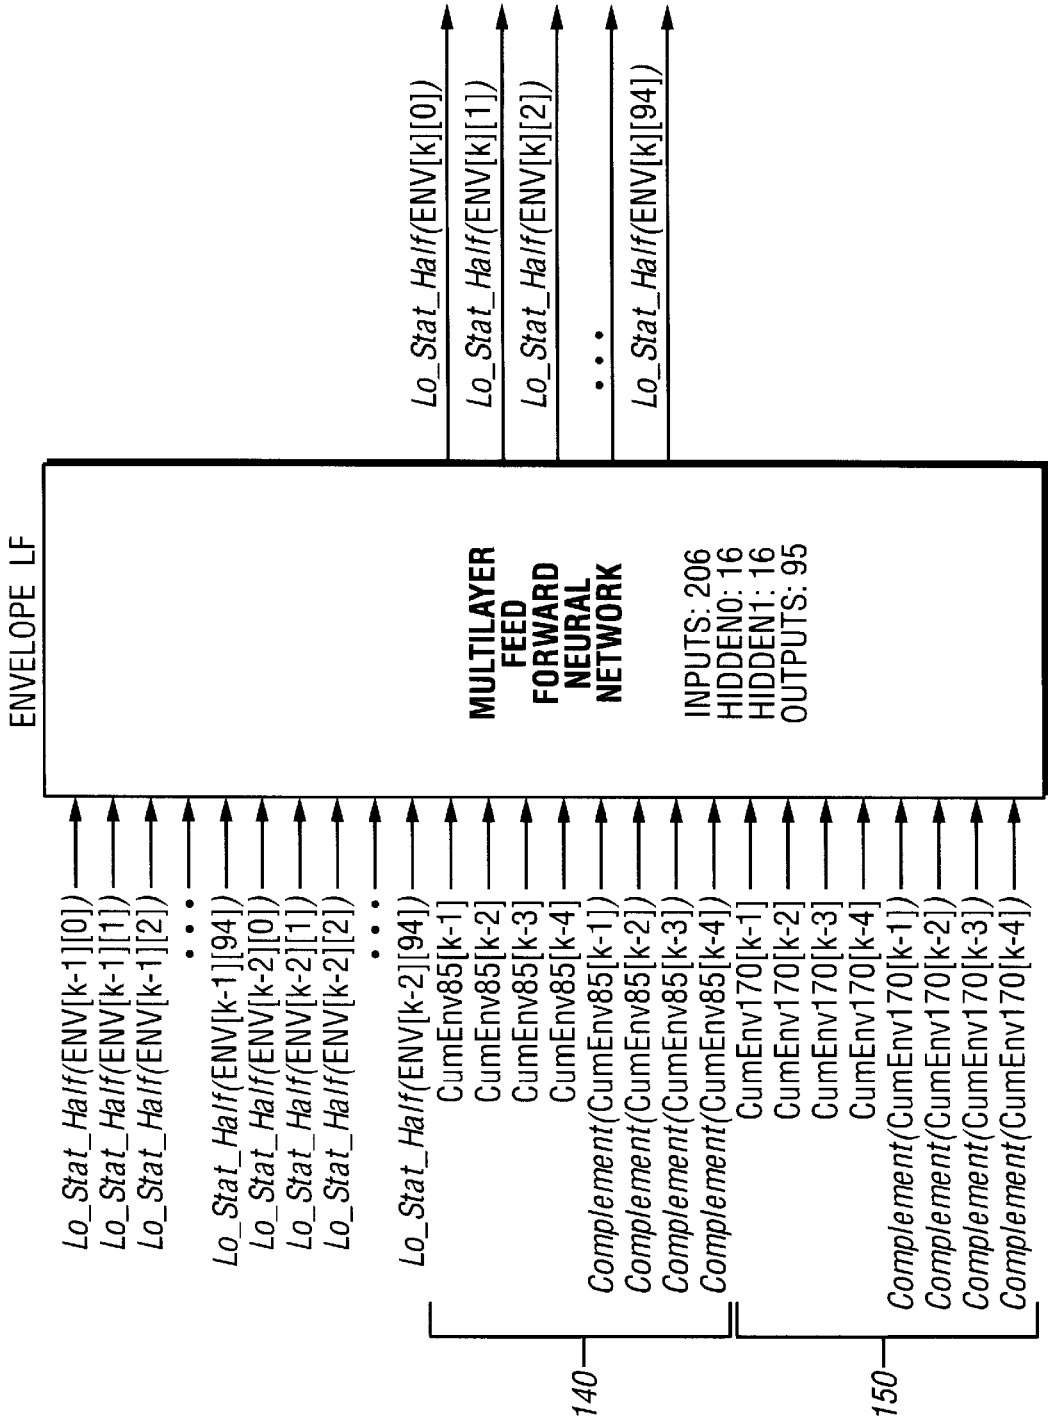 ENVELOPE LF
Lo_Stat_Half(ENV[k-1][0])
Lo_Stat_Half(ENV[k-1][1])
Lo_Stat_Half(ENV[k-1][2])
• • •
Lo_Stat_Half(ENV[k-1][94])
Lo_Stat_Half(ENV[k-2][0])
Lo_Stat_Half(ENV[k-2][1])
Lo_Stat_Half(ENV[k-2][2])
• • •
Lo_Stat_Half(ENV[k-2][94])
CumEnv85[k-1]
CumEnv85[k-2]
CumEnv85[k-3]
CumEnv85[k-4]
Complement(CumEnv85[k-1])
Complement(CumEnv85[k-2])
Complement(CumEnv85[k-3])
Complement(CumEnv85[k-4])
CumEnv170[k-1]
CumEnv170[k-2]
CumEnv170[k-3]
CumEnv170[k-4]
Complement(CumEnv170[k-1])
Complement(CumEnv170[k-2])
Complement(CumEnv170[k-3])
Complement(CumEnv170[k-4])
140
150
MULTILAYER
FEED
FORWARD
NEURAL
NETWORK
INPUTS: 206
HIDDEN0: 16
HIDDEN1: 16
OUTPUTS: 95
Lo_Stat_Half(ENV[k][0])
Lo_Stat_Half(ENV[k][1])
Lo_Stat_Half(ENV[k][2])
• • •
Lo_Stat_Half(ENV[k][94])